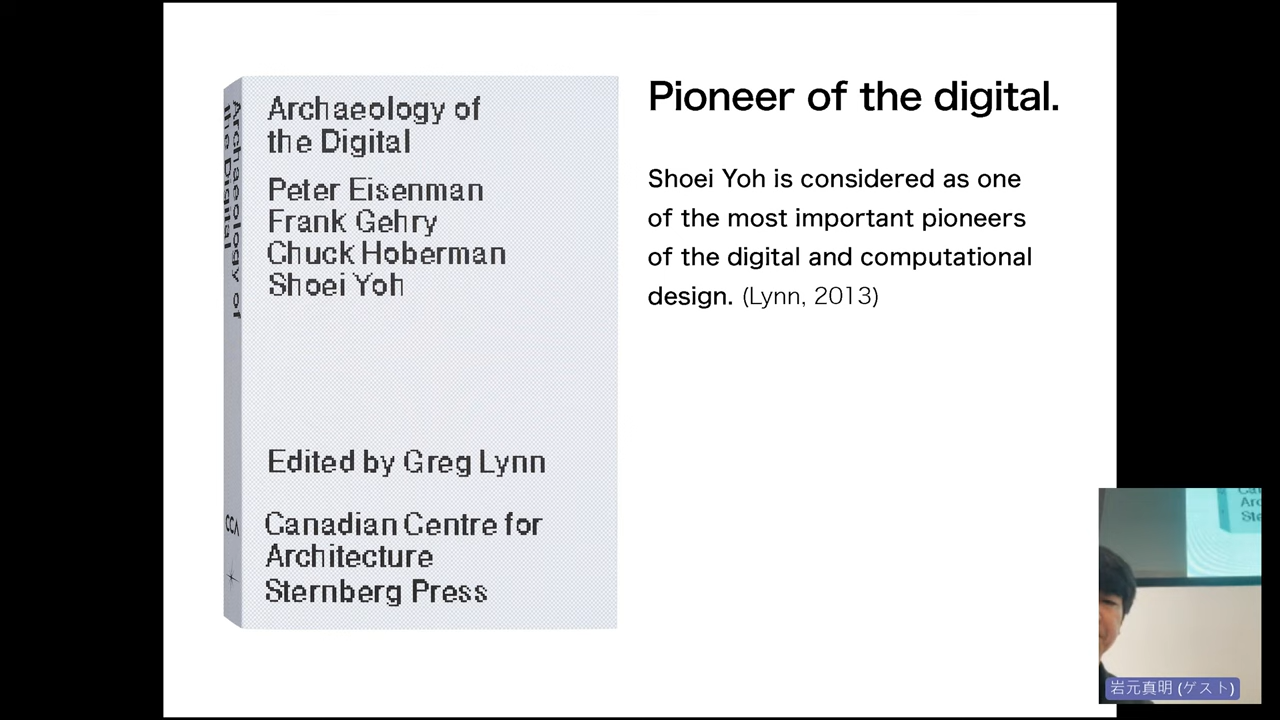 Archaeology of
the Digital
Peter Eisenman
Frank Gehry
Chuck Hoberman
Shoei Yoh
Edited by Greg Lynn
Canadian Centre for
Architecture
Sternberg Press
Archaeology of
the Digital
CCA
Pioneer of the digital.
Shoei Yoh is considered as one
of the most important pioneers
of the digital and computational
design. (Lynn, 2013)
岩元真明 (ゲスト)